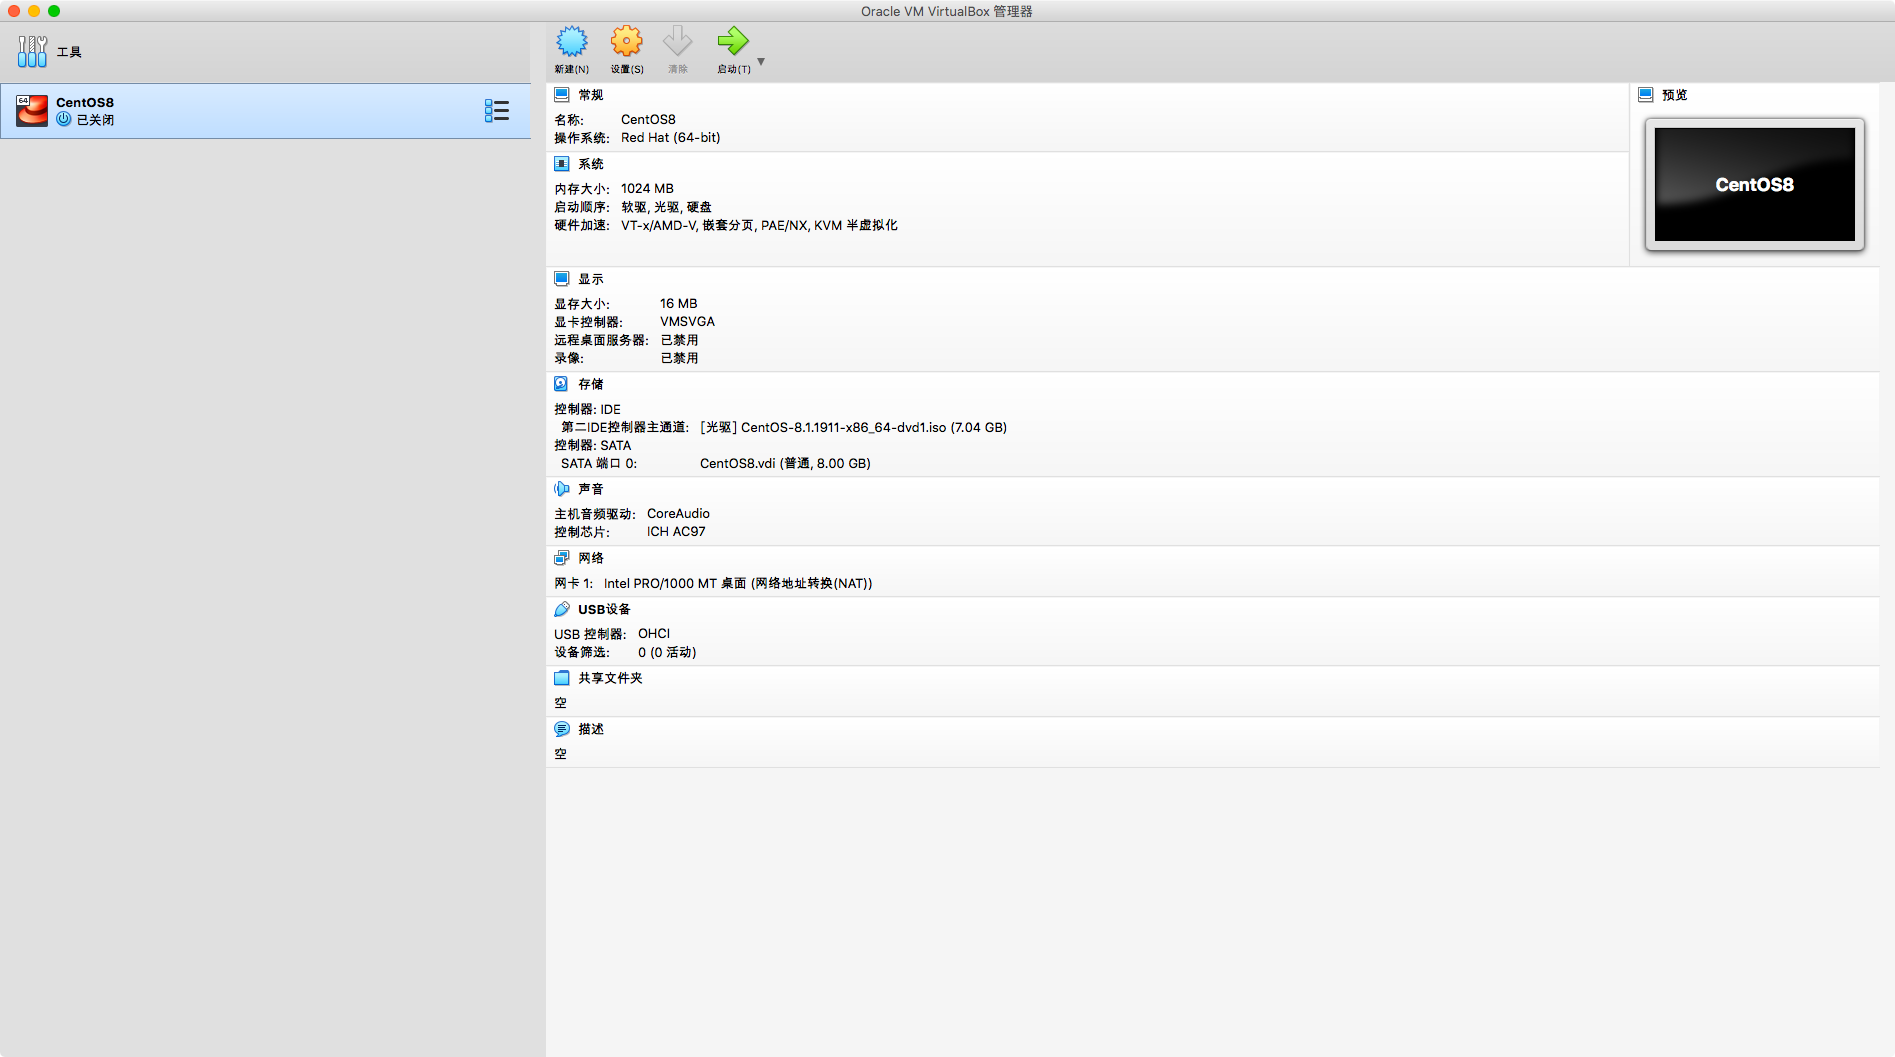 Oracle VM VirtualBox 管理器
工具
新建(N)
设置(S)
清除
启动(T)
64
CentOS8
已关闭
常规
名称: CentOS8
操作系统: Red Hat (64-bit)
预览
CentOS8
系统
内存大小: 1024 MB
启动顺序: 软驱, 光驱, 硬盘
硬件加速: VT-x/AMD-V, 嵌套分页, PAE/NX, KVM 半虚拟化
显示
显存大小: 16 MB
显卡控制器: VMSVGA
远程桌面服务器: 已禁用
录像: 已禁用
存储
控制器: IDE
第二IDE控制器主通道: [光驱] CentOS-8.1.1911-x86_64-dvd1.iso (7.04 GB)
控制器: SATA
SATA 端口 0: CentOS8.vdi (普通, 8.00 GB)
声音
主机音频驱动: CoreAudio
控制芯片: ICH AC97
网络
网卡 1: Intel PRO/1000 MT 桌面 (网络地址转换(NAT))
USB设备
USB 控制器: OHCI
设备筛选: 0 (0 活动)
共享文件夹
空
描述
空